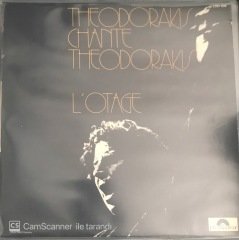 THEODORAKIS
CHANTE
THEODORAKIS
L'OTAGE
CS CamScanner ile tarandı